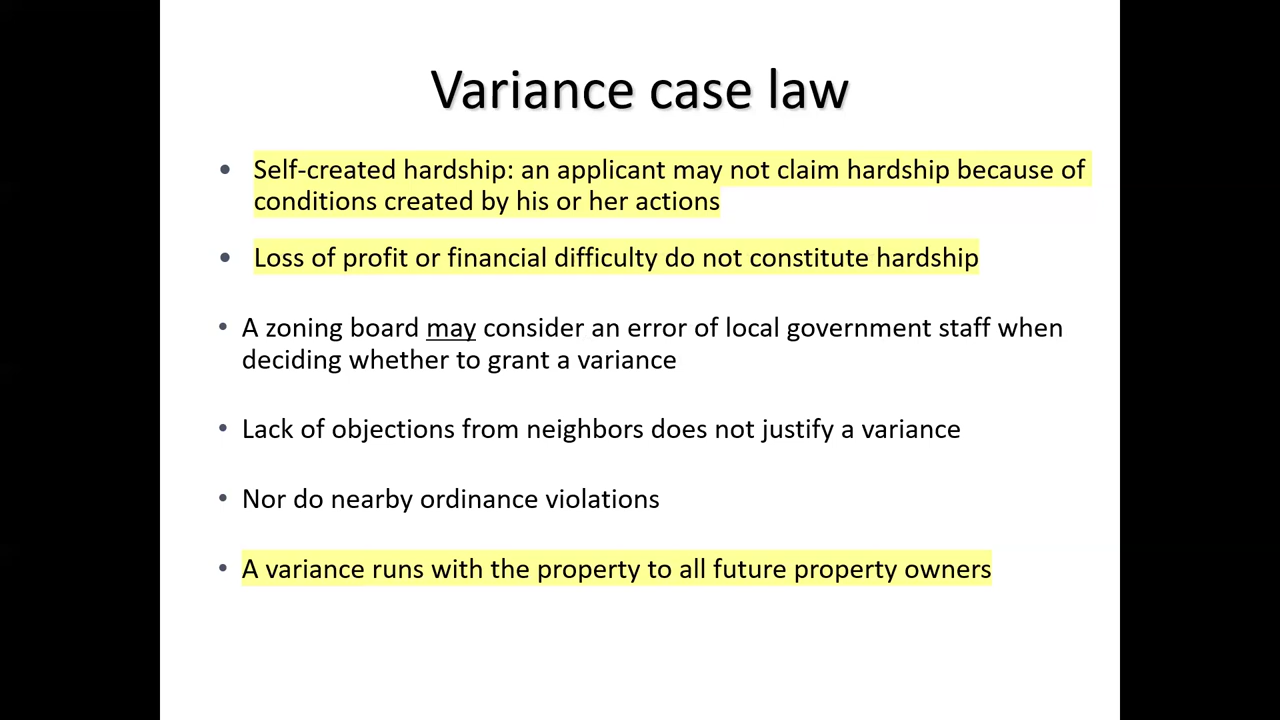 Variance case law
• Self-created hardship: an applicant may not claim hardship because of
conditions created by his or her actions
• Loss of profit or financial difficulty do not constitute hardship
• A zoning board may consider an error of local government staff when
deciding whether to grant a variance
• Lack of objections from neighbors does not justify a variance
• Nor do nearby ordinance violations
• A variance runs with the property to all future property owners